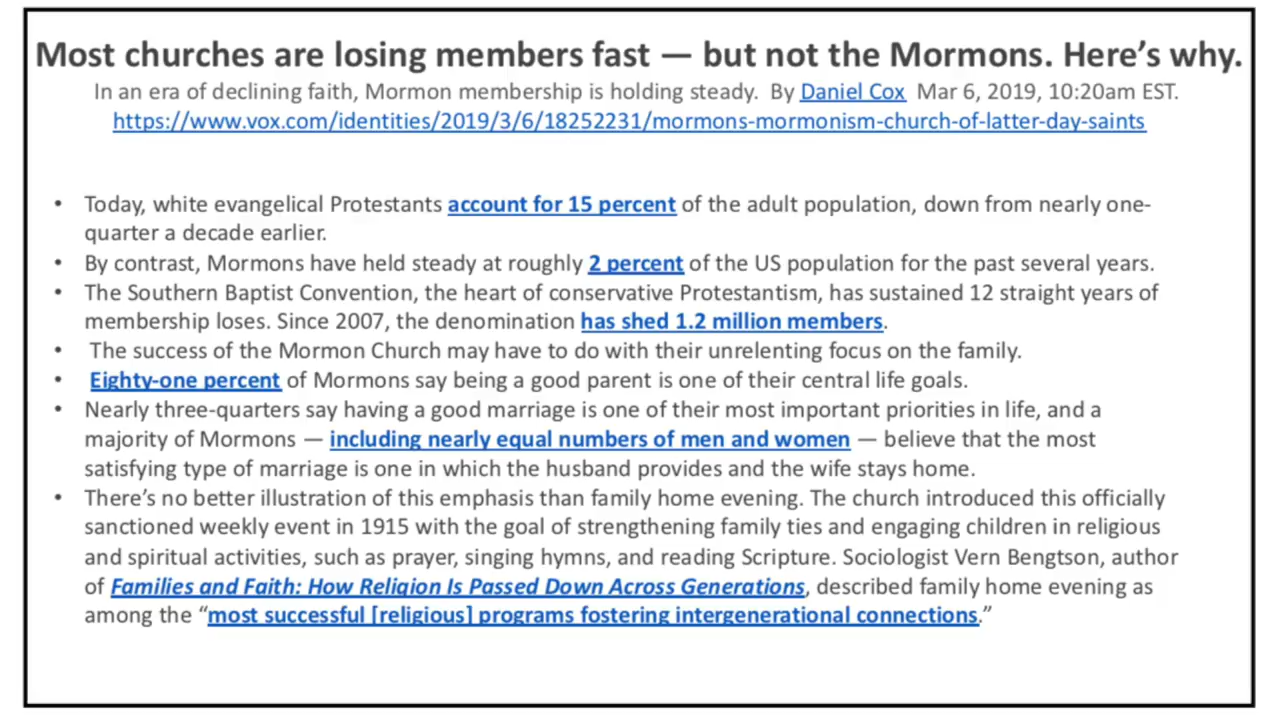 Most churches are losing members fast — but not the Mormons. Here’s why.
In an era of declining faith, Mormon membership is holding steady. By Daniel Cox Mar 6, 2019, 10:20am EST.
https://www.vox.com/identities/2019/3/6/18252231/mormons-mormonism-church-of-latter-day-saints
• Today, white evangelical Protestants account for 15 percent of the adult population, down from nearly one-
quarter a decade earlier.
• By contrast, Mormons have held steady at roughly 2 percent of the US population for the past several years.
• The Southern Baptist Convention, the heart of conservative Protestantism, has sustained 12 straight years of
membership loses. Since 2007, the denomination has shed 1.2 million members.
• The success of the Mormon Church may have to do with their unrelenting focus on the family.
• Eighty-one percent of Mormons say being a good parent is one of their central life goals.
• Nearly three-quarters say having a good marriage is one of their most important priorities in life, and a
majority of Mormons — including nearly equal numbers of men and women — believe that the most
satisfying type of marriage is one in which the husband provides and the wife stays home.
• There’s no better illustration of this emphasis than family home evening. The church introduced this officially
sanctioned weekly event in 1915 with the goal of strengthening family ties and engaging children in religious
and spiritual activities, such as prayer, singing hymns, and reading Scripture. Sociologist Vern Bengtson, author
of Families and Faith: How Religion Is Passed Down Across Generations, described family home evening as
among the “most successful [religious] programs fostering intergenerational connections.”